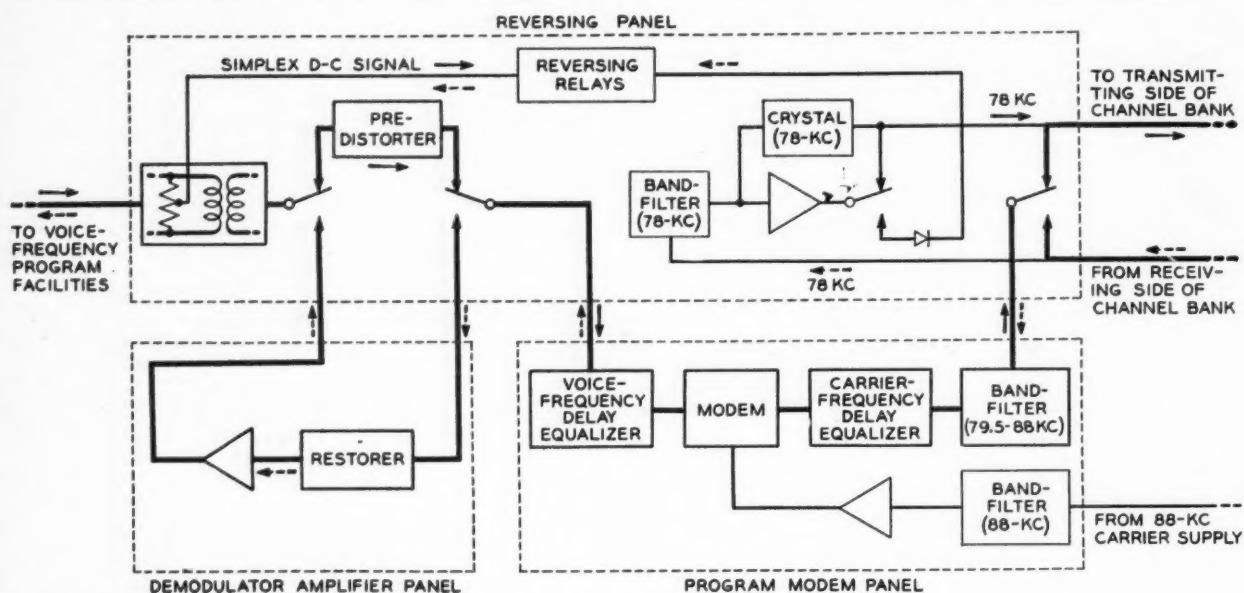 REVERSING PANEL
SIMPLEX D-C SIGNAL
REVERSING
RELAYS
TO TRANSMIT-
TING SIDE OF
CHANNEL BANK
78 KC
PRE-
DISTORTER
CRYSTAL
(78-KC)
BAND-
FILTER
(78-KC)
TO VOICE-
FREQUENCY
PROGRAM
FACILITIES
78 KC
FROM RECEIV-
ING SIDE OF
CHANNEL BANK
VOICE-
FREQUENCY
DELAY
EQUALIZER
MODEM
CARRIER-
FREQUENCY
DELAY
EQUALIZER
BAND-
FILTER
(79.5-88KC)
RESTORER
BAND-
FILTER
(88-KC)
FROM 88-KC
CARRIER SUPPLY
DEMODULATOR AMPLIFIER PANEL
PROGRAM MODEM PANEL